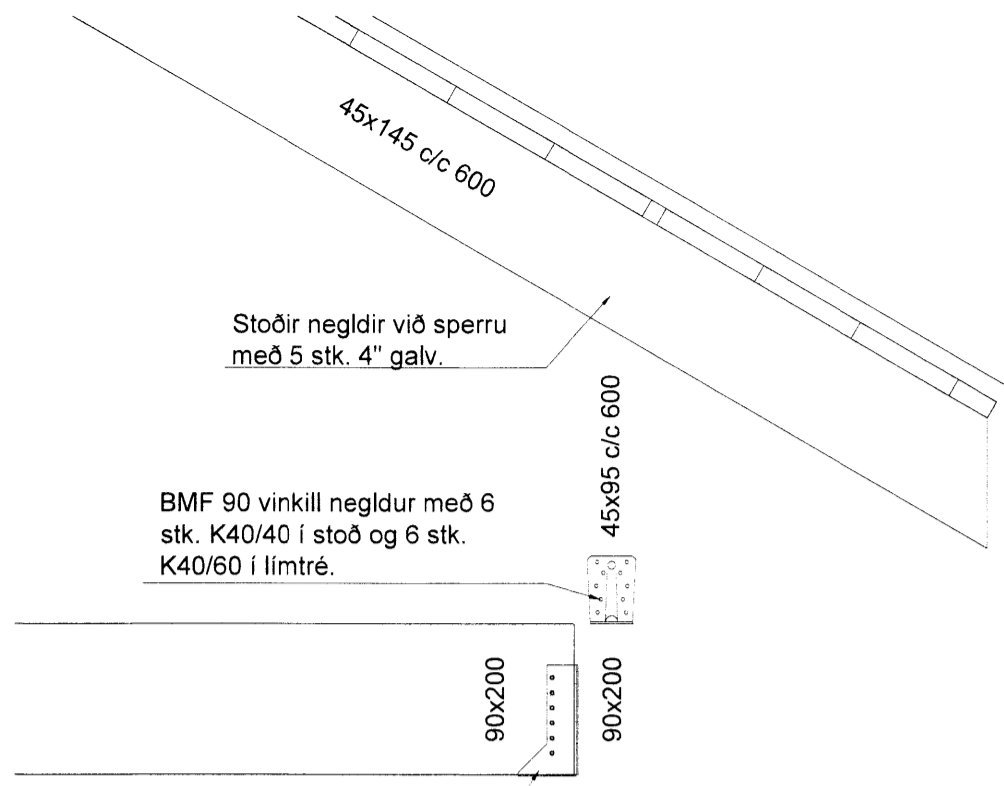 45x145 c/c 600
Stoðir negldir við sperru
með 5 stk. 4" galv.
45x95 c/c 600
BMF 90 vinkill negldur með 6
stk. K40/40 í stoð og 6 stk.
K40/60 í límtré.
90x200
90x200